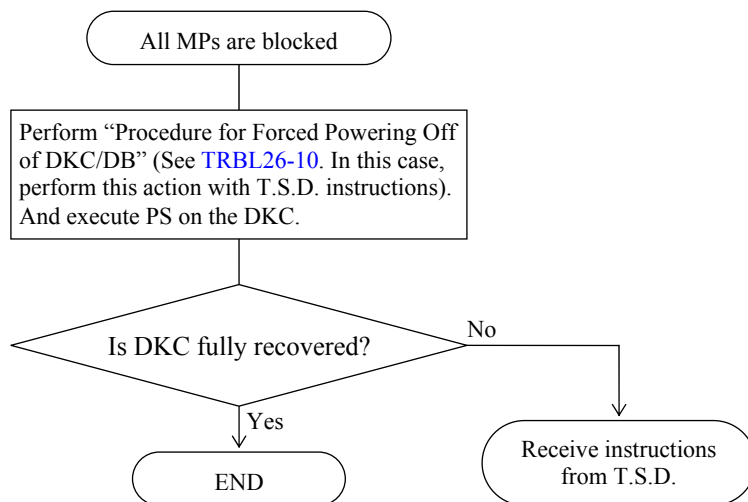 All MPs are blocked
Perform “Procedure for Forced Powering Off
of DKC/DB” (See TRBL26-10. In this case,
perform this action with T.S.D. instructions).
And execute PS on the DKC.
Is DKC fully recovered?
No
Yes
END
Receive instructions
from T.S.D.